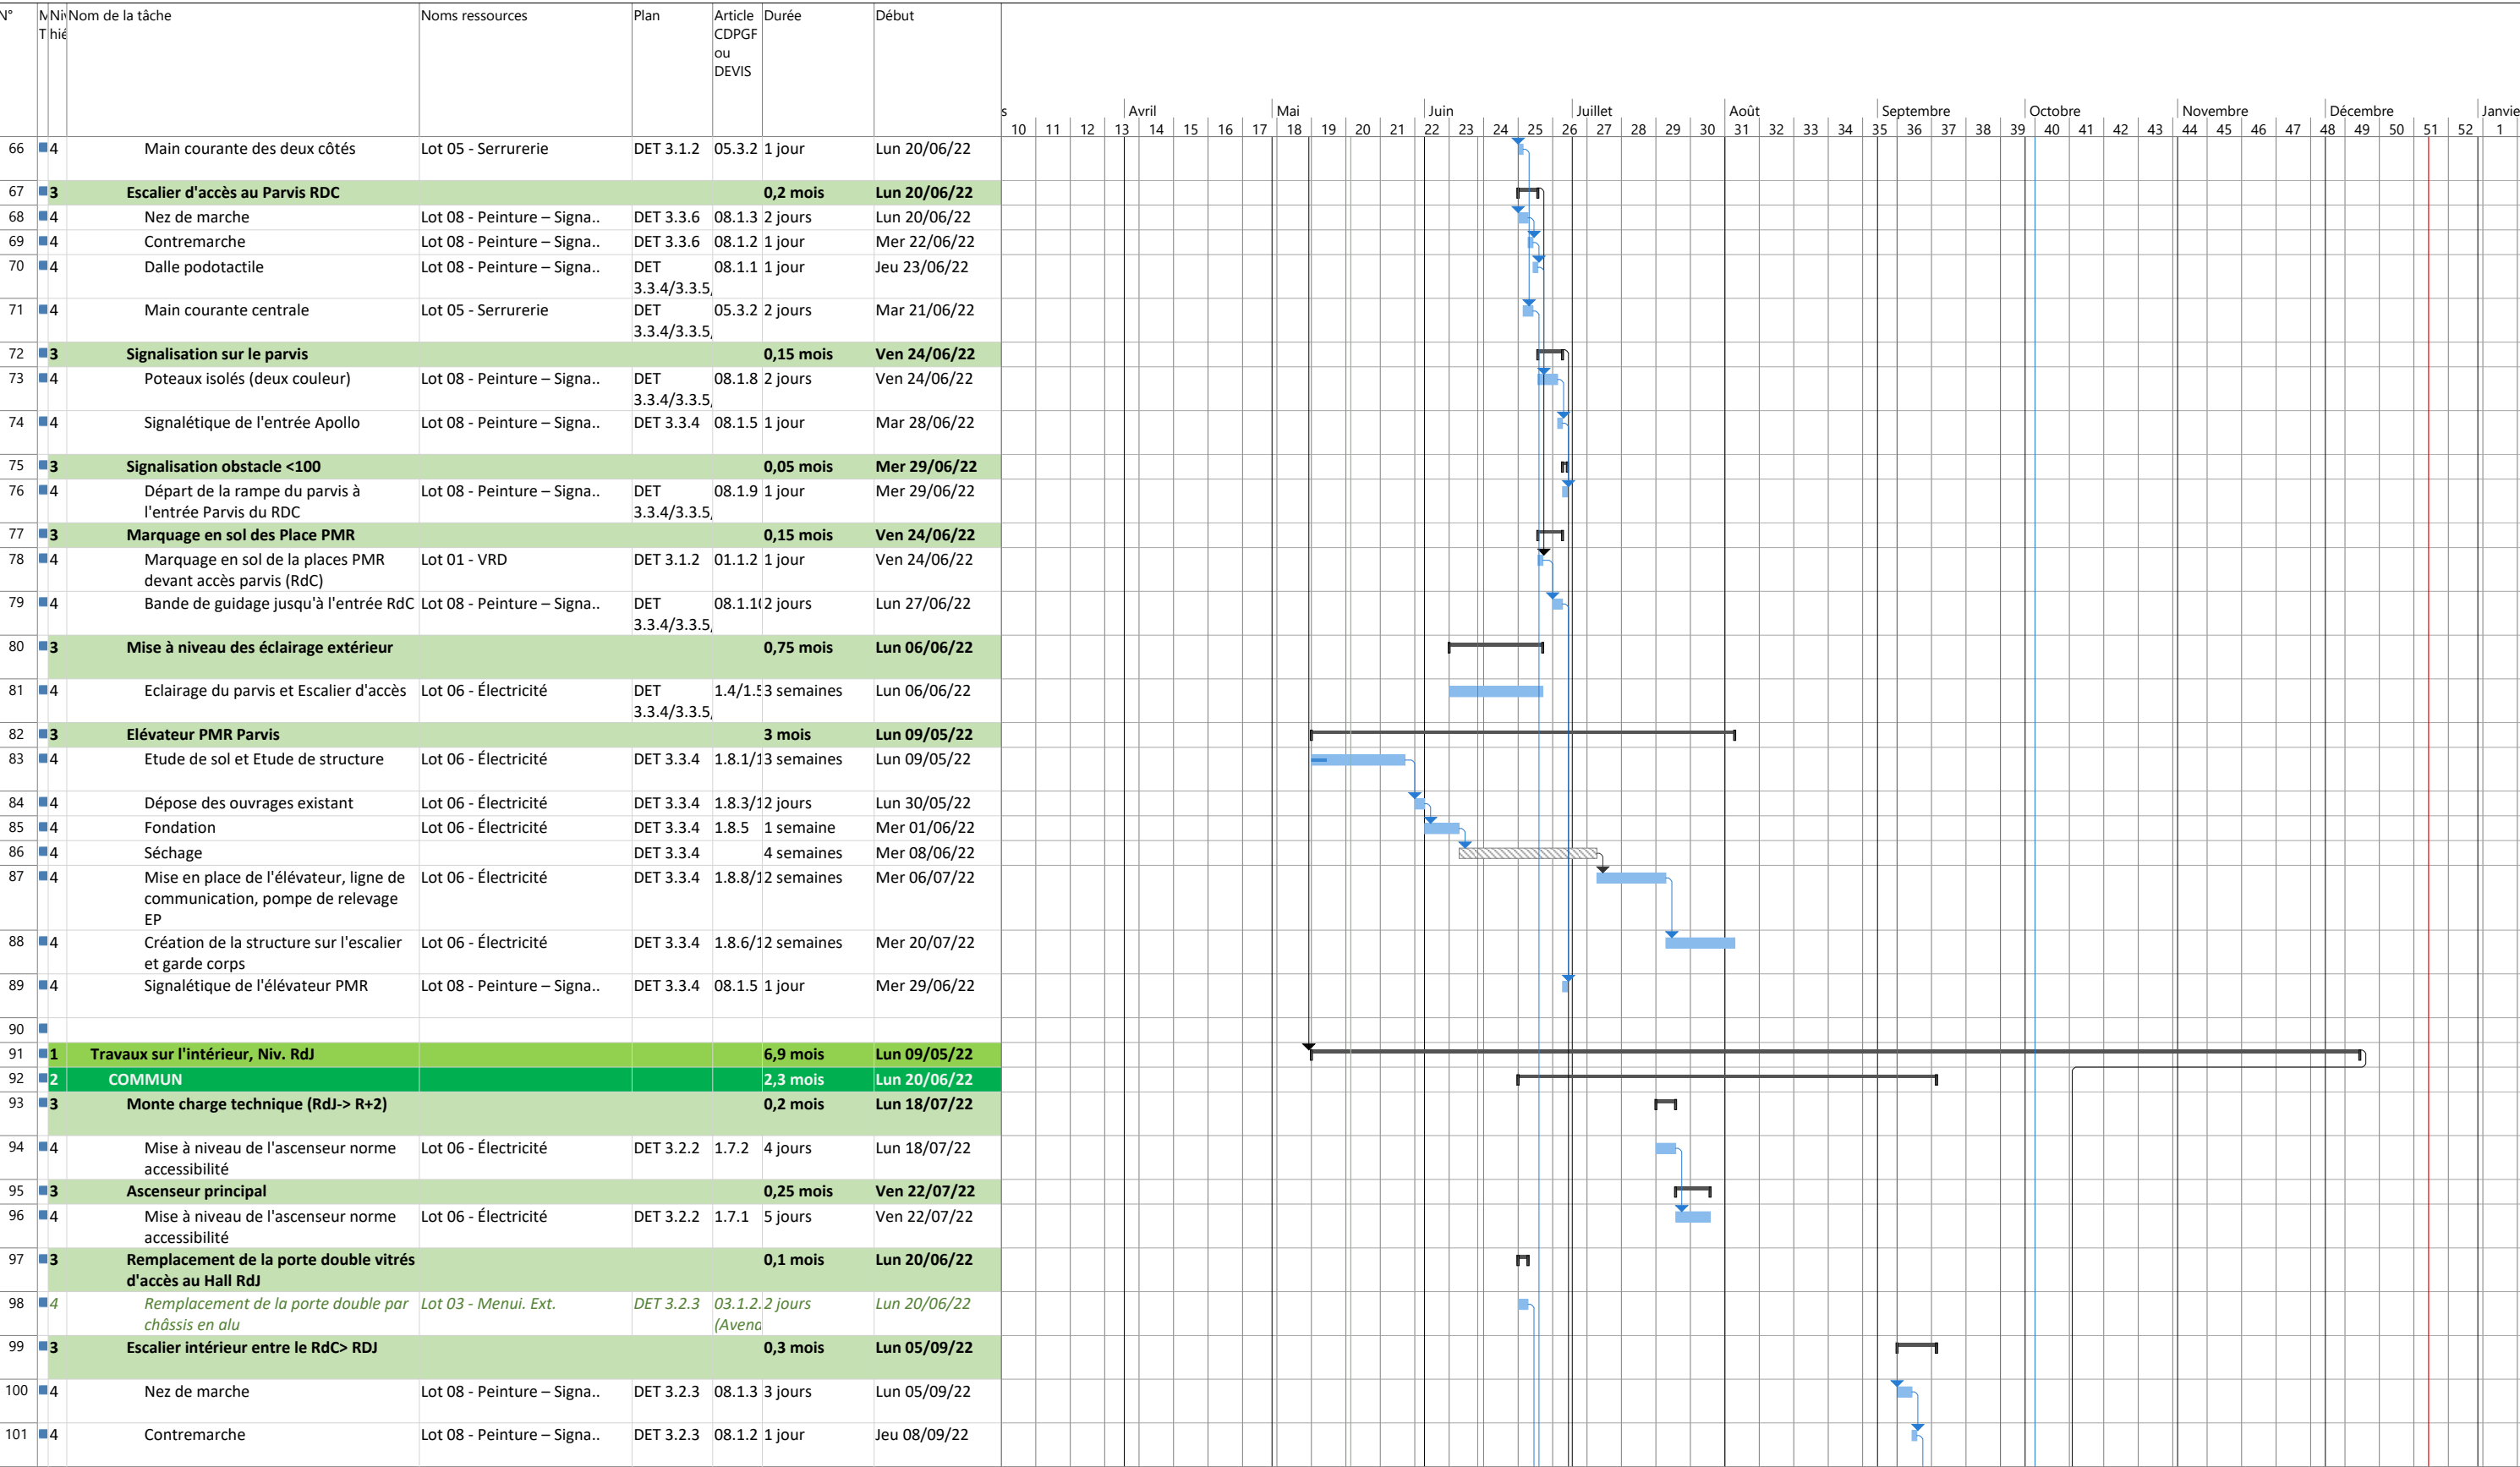 N° M Niv Nom de la tâche Noms ressources Plan Article Durée Début
T hié CDPGF
ou
DEVIS
s Avril Mai Juin Juillet Août Septembre Octobre Novembre Décembre Janvie
10 11 12 13 14 15 16 17 18 19 20 21 22 23 24 25 26 27 28 29 30 31 32 33 34 35 36 37 38 39 40 41 42 43 44 45 46 47 48 49 50 51 52 1
66 4 Main courante des deux côtés Lot 05 - Serrurerie DET 3.1.2 05.3.2 1 jour Lun 20/06/22
67 3 Escalier d'accès au Parvis RDC 0,2 mois Lun 20/06/22
68 4 Nez de marche Lot 08 - Peinture – Signa.. DET 3.3.6 08.1.3 2 jours Lun 20/06/22
69 4 Contremarche Lot 08 - Peinture – Signa.. DET 3.3.6 08.1.2 1 jour Mer 22/06/22
70 4 Dalle podotactile Lot 08 - Peinture – Signa.. DET 08.1.1 1 jour Jeu 23/06/22
3.3.4/3.3.5,
71 4 Main courante centrale Lot 05 - Serrurerie DET 05.3.2 2 jours Mar 21/06/22
3.3.4/3.3.5,
72 3 Signalisation sur le parvis 0,15 mois Ven 24/06/22
73 4 Poteaux isolés (deux couleur) Lot 08 - Peinture – Signa.. DET 08.1.8 2 jours Ven 24/06/22
3.3.4/3.3.5,
74 4 Signalétique de l'entrée Apollo Lot 08 - Peinture – Signa.. DET 3.3.4 08.1.5 1 jour Mar 28/06/22
75 3 Signalisation obstacle <100 0,05 mois Mer 29/06/22
76 4 Départ de la rampe du parvis à Lot 08 - Peinture – Signa.. DET 08.1.9 1 jour Mer 29/06/22
l'entrée Parvis du RDC 3.3.4/3.3.5,
77 3 Marquage en sol des Place PMR 0,15 mois Ven 24/06/22
78 4 Marquage en sol de la places PMR Lot 01 - VRD DET 3.1.2 01.1.2 1 jour Ven 24/06/22
devant accès parvis (RdC)
79 4 Bande de guidage jusqu'à l'entrée RdC Lot 08 - Peinture – Signa.. DET 08.1.10 2 jours Lun 27/06/22
3.3.4/3.3.5,
80 3 Mise à niveau des éclairage extérieur 0,75 mois Lun 06/06/22
81 4 Eclairage du parvis et Escalier d'accès Lot 06 - Électricité DET 1.4/1.5 3 semaines Lun 06/06/22
3.3.4/3.3.5,
82 3 Elévateur PMR Parvis 3 mois Lun 09/05/22
83 4 Etude de sol et Etude de structure Lot 06 - Électricité DET 3.3.4 1.8.1/1 3 semaines Lun 09/05/22
84 4 Dépose des ouvrages existant Lot 06 - Électricité DET 3.3.4 1.8.3/1 2 jours Lun 30/05/22
85 4 Fondation Lot 06 - Électricité DET 3.3.4 1.8.5 1 semaine Mer 01/06/22
86 4 Séchage DET 3.3.4 4 semaines Mer 08/06/22
87 4 Mise en place de l'élévateur, ligne de Lot 06 - Électricité DET 3.3.4 1.8.8/1 2 semaines Mer 06/07/22
communication, pompe de relevage
EP
88 4 Création de la structure sur l'escalier Lot 06 - Électricité DET 3.3.4 1.8.6/1 2 semaines Mer 20/07/22
et garde corps
89 4 Signalétique de l'élévateur PMR Lot 08 - Peinture – Signa.. DET 3.3.4 08.1.5 1 jour Mer 29/06/22
90
91 1 Travaux sur l'intérieur, Niv. RdJ 6,9 mois Lun 09/05/22
92 2 COMMUN 2,3 mois Lun 20/06/22
93 3 Monte charge technique (RdJ-> R+2) 0,2 mois Lun 18/07/22
94 4 Mise à niveau de l'ascenseur norme Lot 06 - Électricité DET 3.2.2 1.7.2 4 jours Lun 18/07/22
accessibilité
95 3 Ascenseur principal 0,25 mois Ven 22/07/22
96 4 Mise à niveau de l'ascenseur norme Lot 06 - Électricité DET 3.2.2 1.7.1 5 jours Ven 22/07/22
accessibilité
97 3 Remplacement de la porte double vitrés 0,1 mois Lun 20/06/22
d'accès au Hall RdJ
98 4 Remplacement de la porte double par Lot 03 - Menui. Ext. DET 3.2.3 03.1.2. 2 jours Lun 20/06/22
châssis en alu (Avena
99 3 Escalier intérieur entre le RdC> RDJ 0,3 mois Lun 05/09/22
100 4 Nez de marche Lot 08 - Peinture – Signa.. DET 3.2.3 08.1.3 3 jours Lun 05/09/22
101 4 Contremarche Lot 08 - Peinture – Signa.. DET 3.2.3 08.1.2 1 jour Jeu 08/09/22